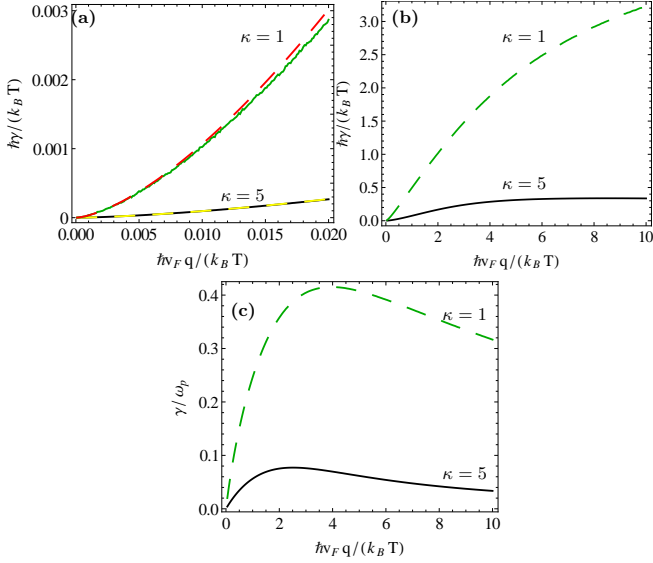 (a)
κ = 1
κ = 5
ħγ/(k_B T)
0.003
0.002
0.001
0
0.000 0.005 0.010 0.015 0.020
ħv_F q/(k_B T)
(b)
κ = 1
κ = 5
ħγ/(k_B T)
3.0
2.5
2.0
1.5
1.0
0.5
0.0
0 2 4 6 8 10
ħv_F q/(k_B T)
(c)
κ = 1
κ = 5
γ/ω_p
0.4
0.3
0.2
0.1
0.0
0 2 4 6 8 10
ħv_F q/(k_B T)